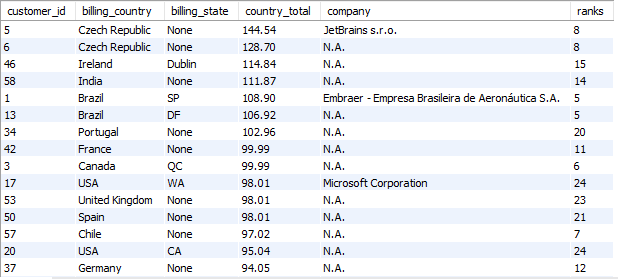 customer_id billing_country billing_state country_total company ranks
5 Czech Republic None 144.54 JetBrains s.r.o. 8
6 Czech Republic None 128.70 N.A. 8
46 Ireland Dublin 114.84 N.A. 15
58 India None 111.87 N.A. 14
1 Brazil SP 108.90 Embraer - Empresa Brasileira de Aeronáutica S.A. 5
13 Brazil DF 106.92 N.A. 5
34 Portugal None 102.96 N.A. 20
42 France None 99.99 N.A. 11
3 Canada QC 99.99 N.A. 6
17 USA WA 98.01 Microsoft Corporation 24
53 United Kingdom None 98.01 N.A. 23
50 Spain None 98.01 N.A. 21
57 Chile None 97.02 N.A. 7
20 USA CA 95.04 N.A. 24
37 Germany None 94.05 N.A. 12